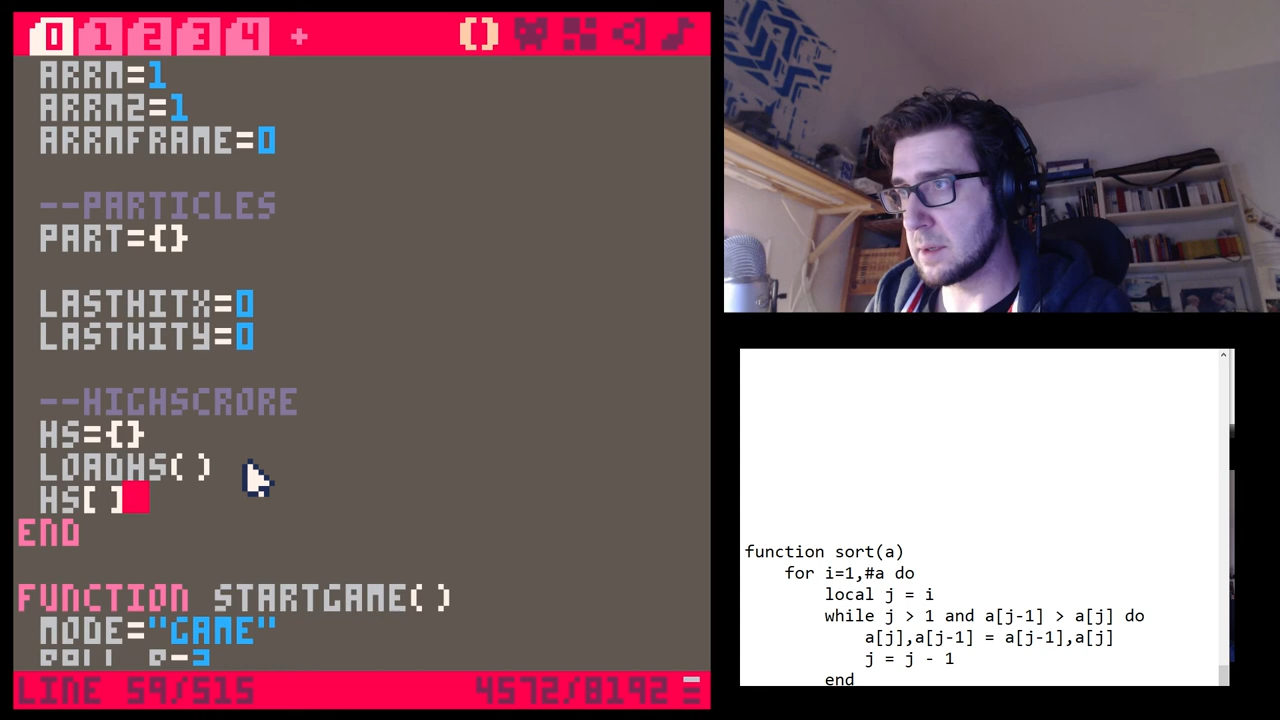 0 1 2 3 4 +
ARRM=1
ARRM2=1
ARRMFRAME=0
--PARTICLES
PART={}
LASTHITX=0
LASTHITY=0
--HIGHSCRORE
HS={}
LOADHS()
HS[]
END
FUNCTION STARTGAME()
MODE="GAME"
LINE 59/515 4572/8192
function sort(a)
for i=1,#a do
local j = i
while j > 1 and a[j-1] > a[j] do
a[j],a[j-1] = a[j-1],a[j]
j = j - 1
end